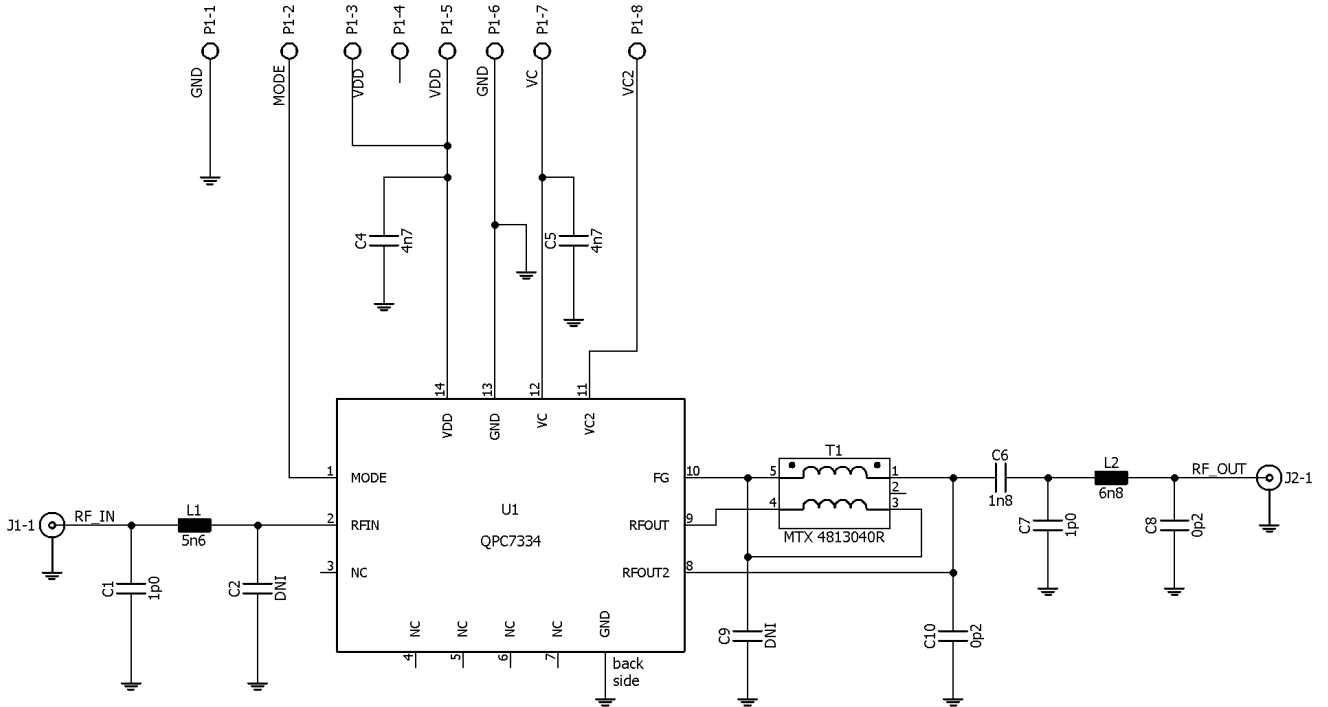 P1-1
P1-2
P1-3
P1-4
P1-5
P1-6
P1-7
P1-8
GND
MODE
VDD
VDD
GND
VC
VC2
C4
4n7
C5
4n7
14
13
12
11
VDD
GND
VC
VC2
1
MODE
2
RFIN
3
NC
U1
QPC7334
FG
10
RFOUT
9
RFOUT2
8
NC
NC
NC
NC
GND
4
5
6
7
back
side
J1-1
RF_IN
L1
5n6
C1
1p0
C2
DNI
T1
5
4
1
2
3
MTX 4813040R
C9
DNI
C10
0p2
C6
1n8
C7
1p0
L2
6n8
C8
0p2
RF_OUT
J2-1